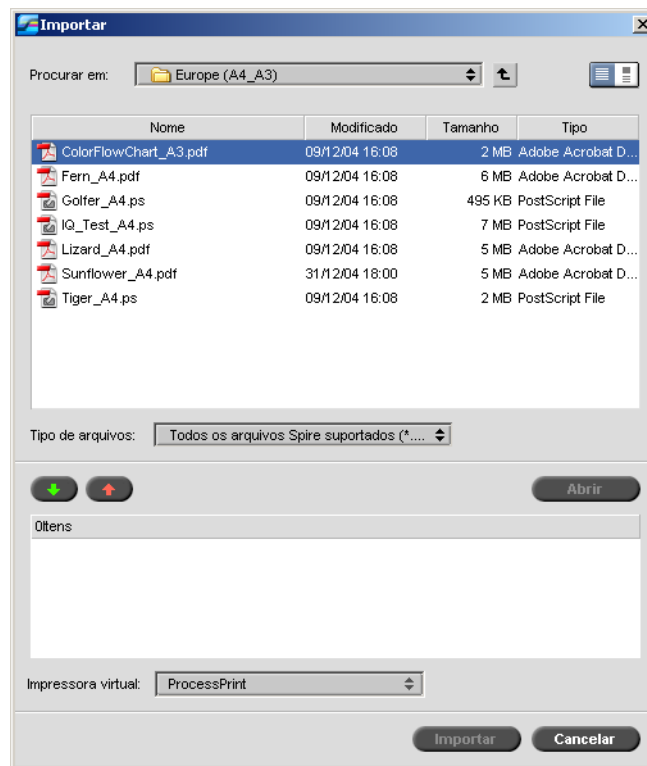 Importar
Procurar em: Europe (A4_A3)
Nome Modificado Tamanho Tipo
ColorFlowChart_A3.pdf 09/12/04 16:08 2 MB Adobe Acrobat D...
Fern_A4.pdf 09/12/04 16:08 6 MB Adobe Acrobat D...
Golfer_A4.ps 09/12/04 16:08 495 KB PostScript File
IQ_Test_A4.ps 09/12/04 16:08 7 MB PostScript File
Lizard_A4.pdf 09/12/04 16:08 5 MB Adobe Acrobat D...
Sunflower_A4.pdf 31/12/04 18:00 5 MB Adobe Acrobat D...
Tiger_A4.ps 09/12/04 16:08 2 MB PostScript File
Tipo de arquivos: Todos os arquivos Spire suportados (*....
Abrir
0Itens
Impressora virtual: ProcessPrint
Importar Cancelar